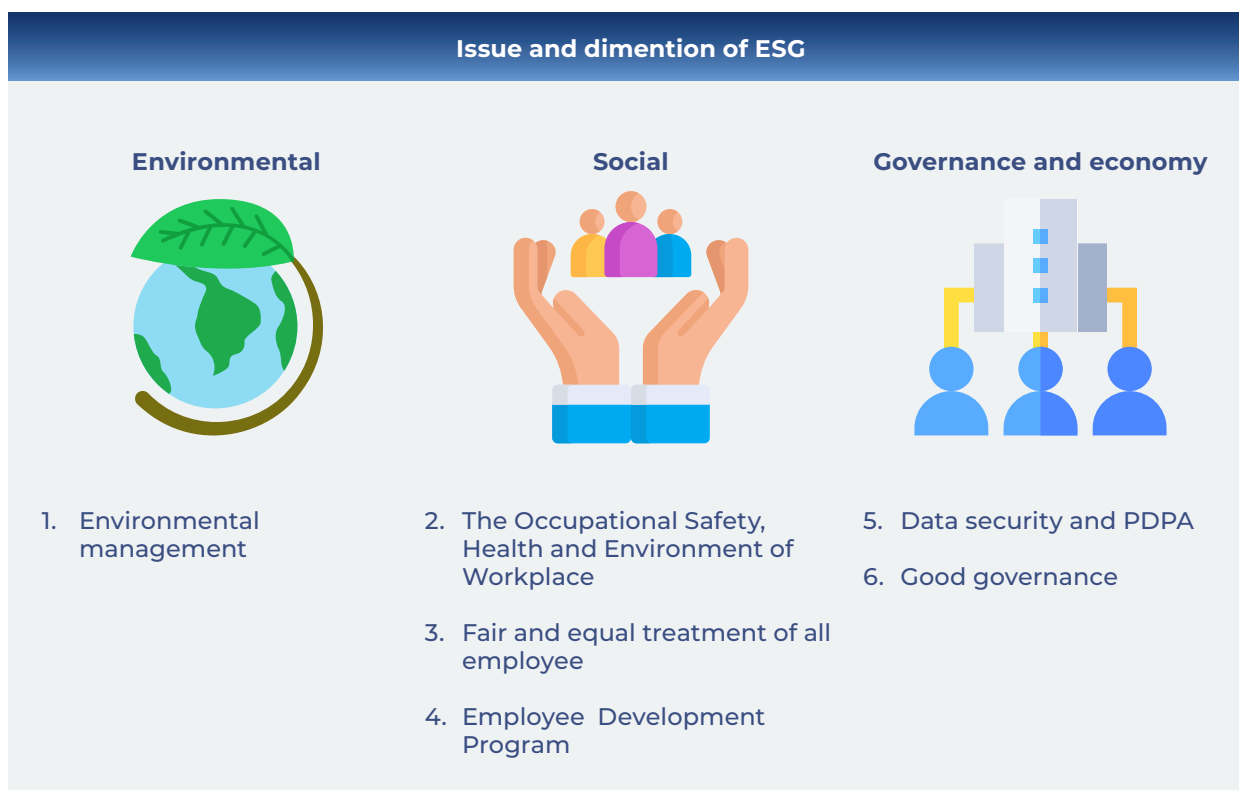 Issue and dimention of ESG
Environmental
1. Environmental
management
Social
2. The Occupational Safety,
Health and Environment of
Workplace
3. Fair and equal treatment of all
employee
4. Employee  Development
Program
Governance and economy
5. Data security and PDPA
6. Good governance